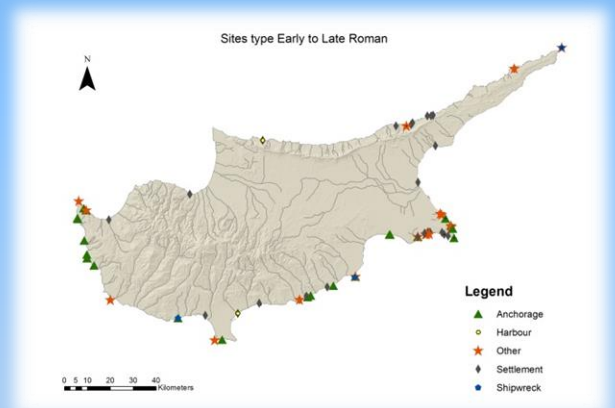 Sites type Early to Late Roman
N
Legend
Anchorage
Harbour
Other
Settlement
Shipwreck
0 5 10 20 30 40
Kilometers